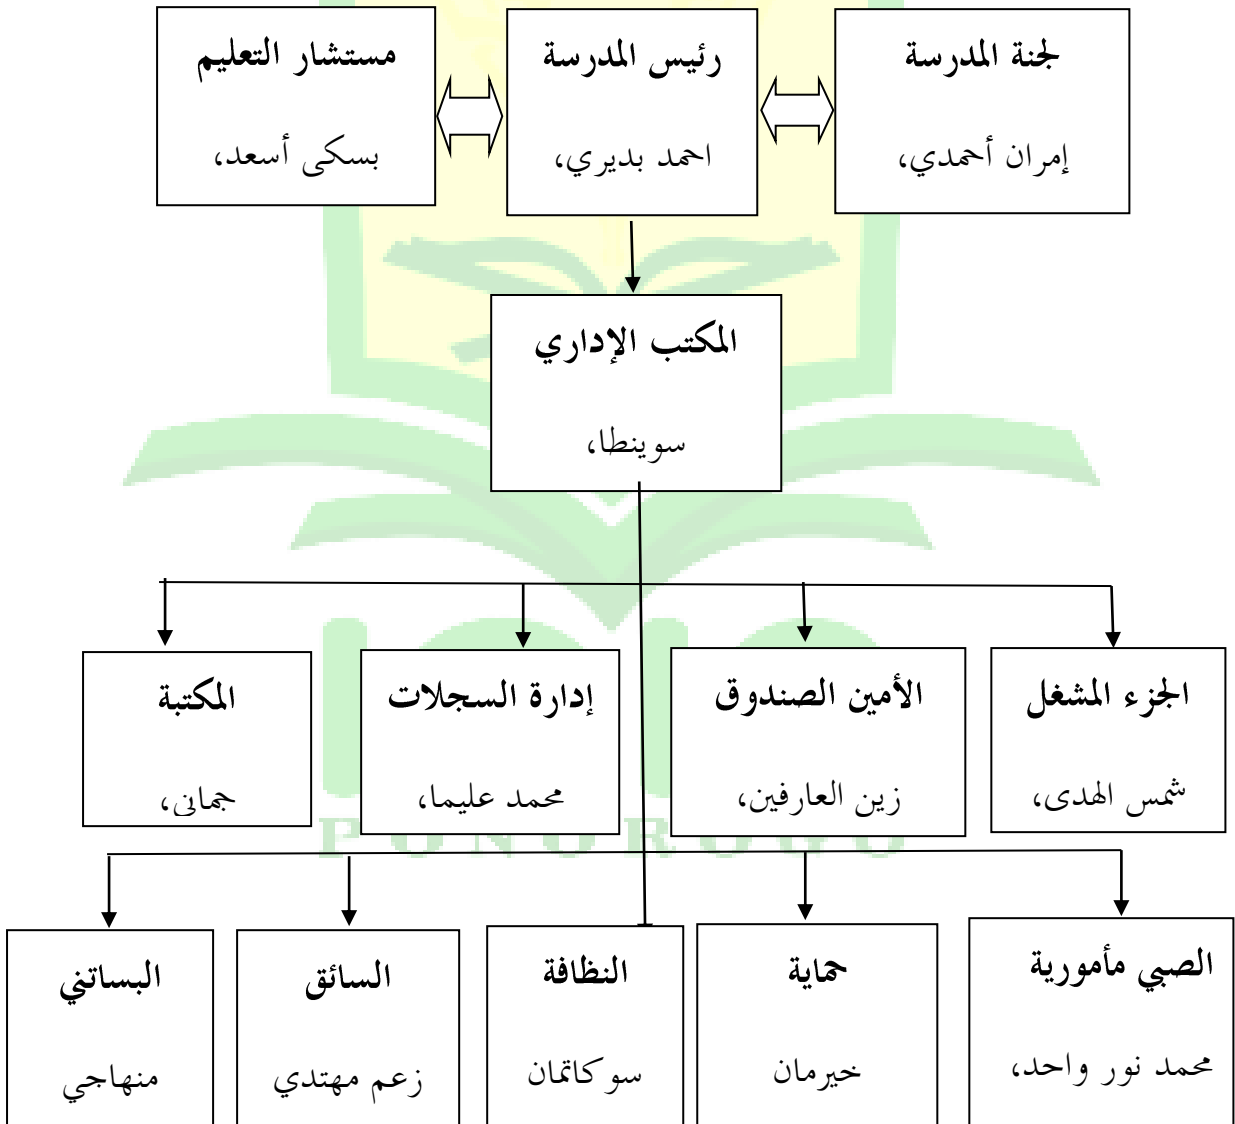 لجنة المدرسة
إمران أحمدي،
رئيس المدرسة
احمد بديري،
مستشار التعليم
بسكى أسعد،
المكتب الإداري
سوينطا،
الجزء المشغل
شمس الهدى،
الأمين الصندوق
زين العارفين،
إدارة السجلات
محمد عليما،
المكتبة
جمانى،
الصبي مأمورية
محمد نور واحد،
حماية
خيرمان
النظافة
سوكاتمان
السائق
زعم مهتدي
البساتني
منهاجي
PONOROGO